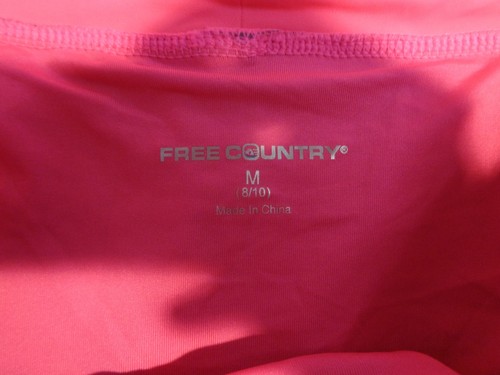 FREE COUNTRY®
M
(8/10)
Made In China